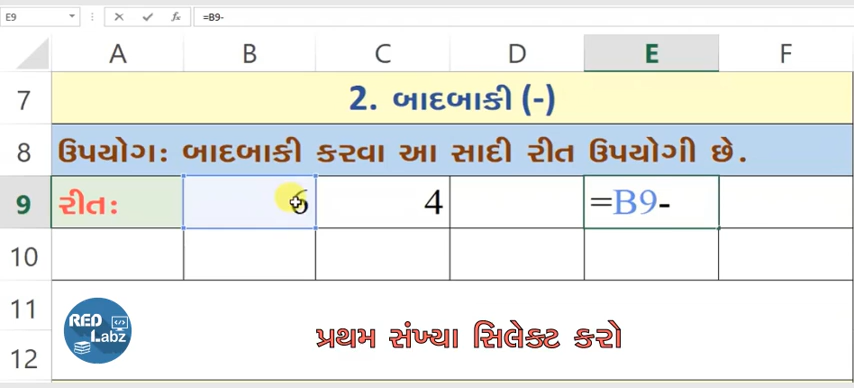 E9 =B9-
A B C D E F
7 2. બાદબાકી (-)
8 ઉપયોગ: બાદબાકી કરવા આ સાદી રીત ઉપયોગી છે.
9 રીત: 6 4 =B9-
10
11
RED Labz
પ્રથમ સંખ્યા સિલેક્ટ કરો
12